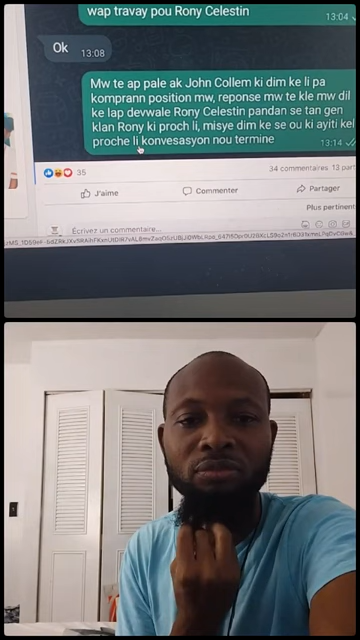 wap travay pou Rony Celestin
13:04
Ok
13:08
Mw te ap pale ak John Collem ki dim ke li pa
komprann position mw, reponse mw te kle mw dil
ke lap devwale Rony Celestin pandan se tan gen
klan Rony ki proch li, misye dim ke se ou ki ayiti kel
proche li konvesasyon nou termine
13:14
35
34 commentaires 13 part
J'aime
Commenter
Partager
Plus pertinent
Écrivez un commentaire...